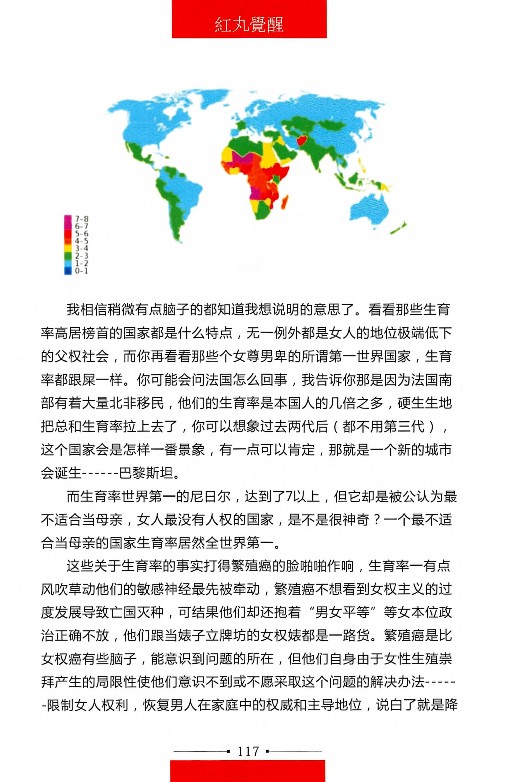 紅丸覺醒
7-8
6-7
5-6
4-5
3-4
2-3
1-2
0-1
我相信稍微有点脑子的都知道我想说明的意思了。看看那些生育
率高居榜首的国家都是什么特点，无一例外都是女人的地位极端低下
的父权社会，而你再看看那个女尊男卑的所谓第一世界国家，生育
率都跟屎一样。你可能会问法国怎么回事，我告诉你那是因为法国南
部有着大量北非移民，他们的生育率是本国人的几倍之多，硬生生地
把总和生育率拉上去了，你可以想象过去两代后（都不用第三代），
这个国家会是怎样一番景象，有一点可以肯定，那就是一个新的城市
会诞生------巴黎斯坦。
而生育率世界第一的尼日尔，达到了7以上，但它却是被公认为最
不适合当母亲，女人最没有人权的国家，是不是很神奇？一个最不适
合当母亲的国家生育率居然全世界第一。
这些关于生育率的事实打得繁殖癌的脸啪啪作响，生育率一有点
风吹草动他们的敏感神经最先被牵动，繁殖癌不想看到女权主义的过
度发展导致亡国灭种，可结果他们却还抱着“男女平等”等女本位政
治正确不放，他们跟当婊子立牌坊的女权婊都是一路货。繁殖癌是比
女权癌有些脑子，能意识到问题的所在，但他们自身由于女性生殖崇
拜产生的局限性使他们意识不到或不愿采取这个问题的解决办法-----
-限制女人权利，恢复男人在家庭中的权威和主导地位，说白了就是降
117